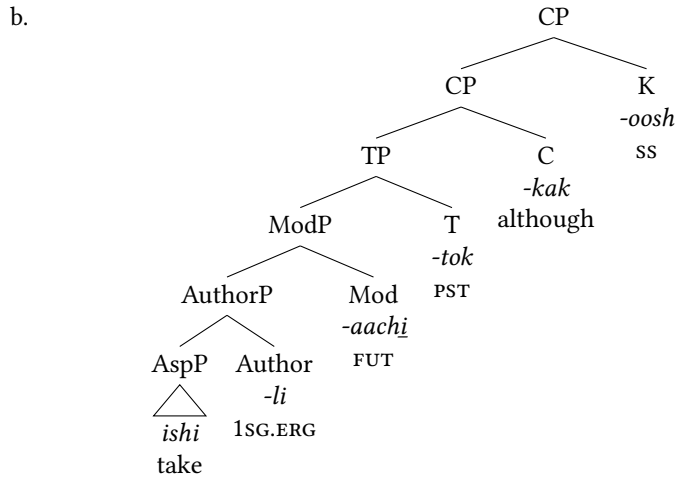 b.
CP
CP K
-oosh
ss
TP C
-kak
although
ModP T
-tok
PST
AuthorP Mod
-aachi̲
FUT
AspP Author
-li
1SG.ERG
ishi
take